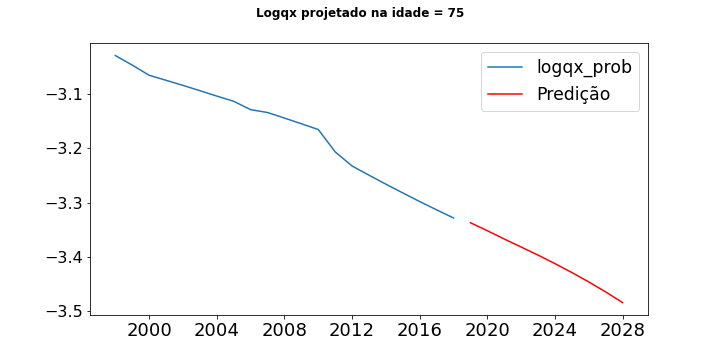 Logqx projetado na idade = 75
logqx_prob
Predição
−3.1
−3.2
−3.3
−3.4
−3.5
2000 2004 2008 2012 2016 2020 2024 2028